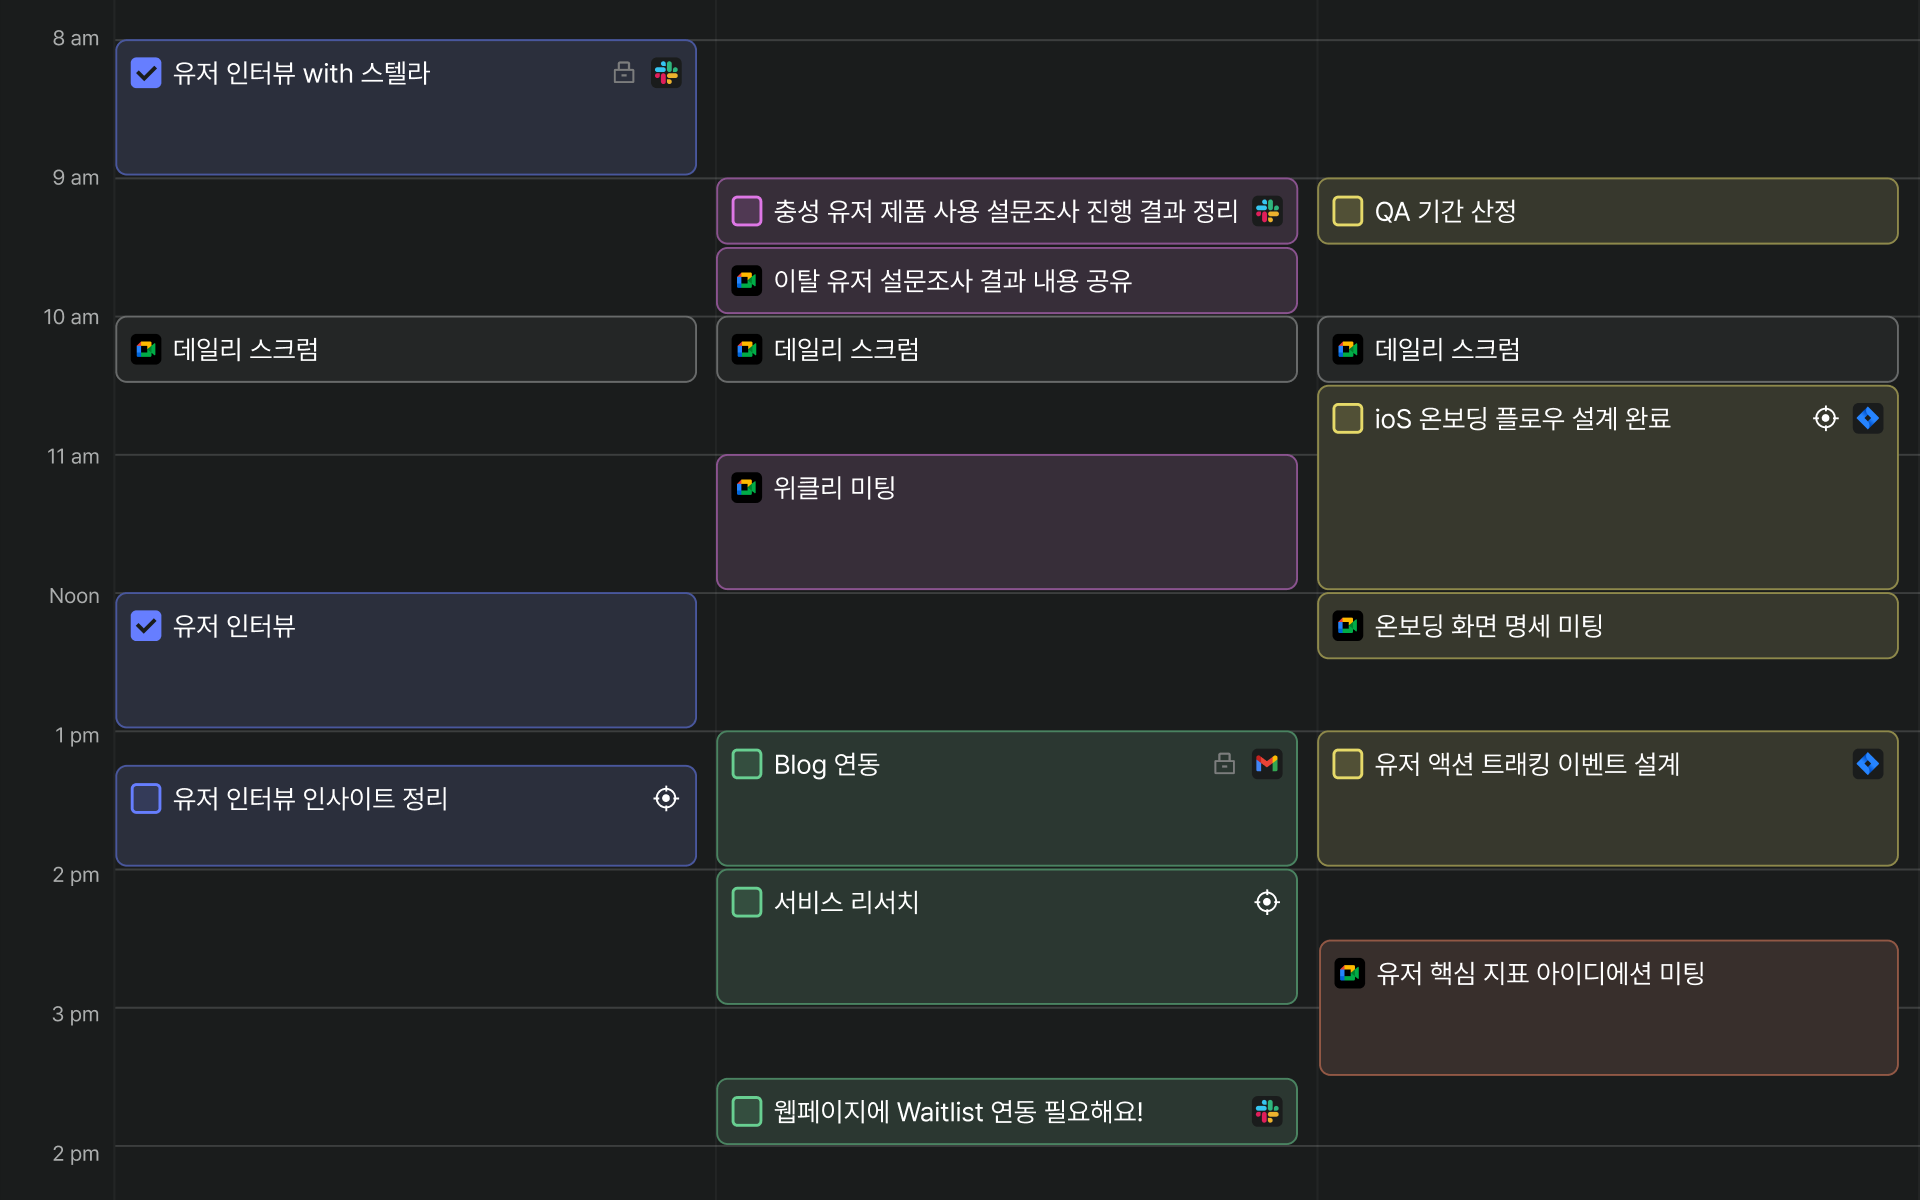 8 am
유저 인터뷰 with 스텔라
9 am
충성 유저 제품 사용 설문조사 진행 결과 정리
QA 기간 산정
이탈 유저 설문조사 결과 내용 공유
10 am
데일리 스크럼
데일리 스크럼
데일리 스크럼
ioS 온보딩 플로우 설계 완료
11 am
위클리 미팅
Noon
유저 인터뷰
온보딩 화면 명세 미팅
1 pm
Blog 연동
유저 액션 트래킹 이벤트 설계
유저 인터뷰 인사이트 정리
2 pm
서비스 리서치
유저 핵심 지표 아이디에션 미팅
3 pm
웹페이지에 Waitlist 연동 필요해요!
2 pm